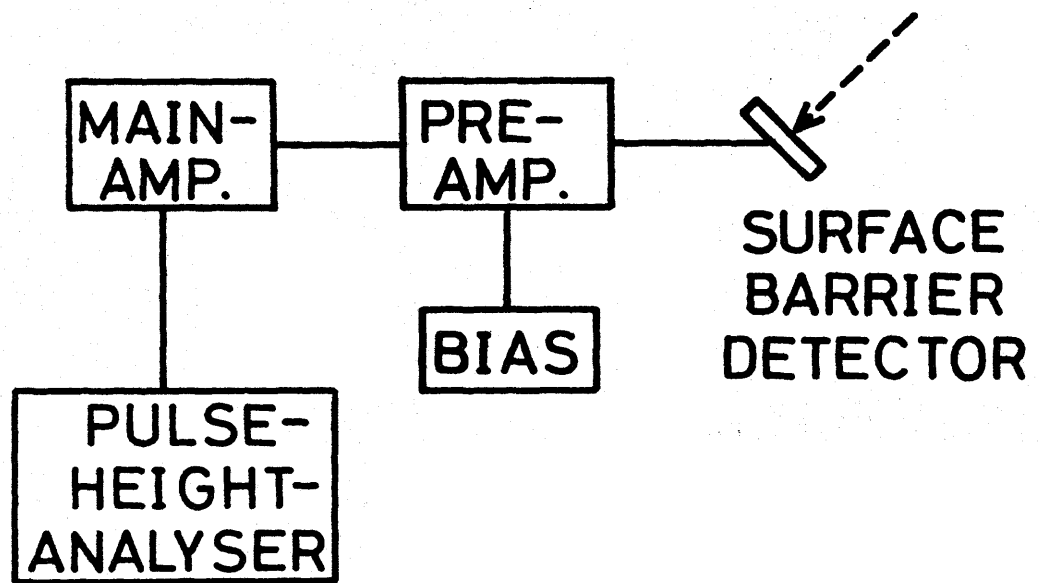 MAIN-
AMP.
PRE-
AMP.
SURFACE
BARRIER
DETECTOR
BIAS
PULSE-
HEIGHT-
ANALYSER